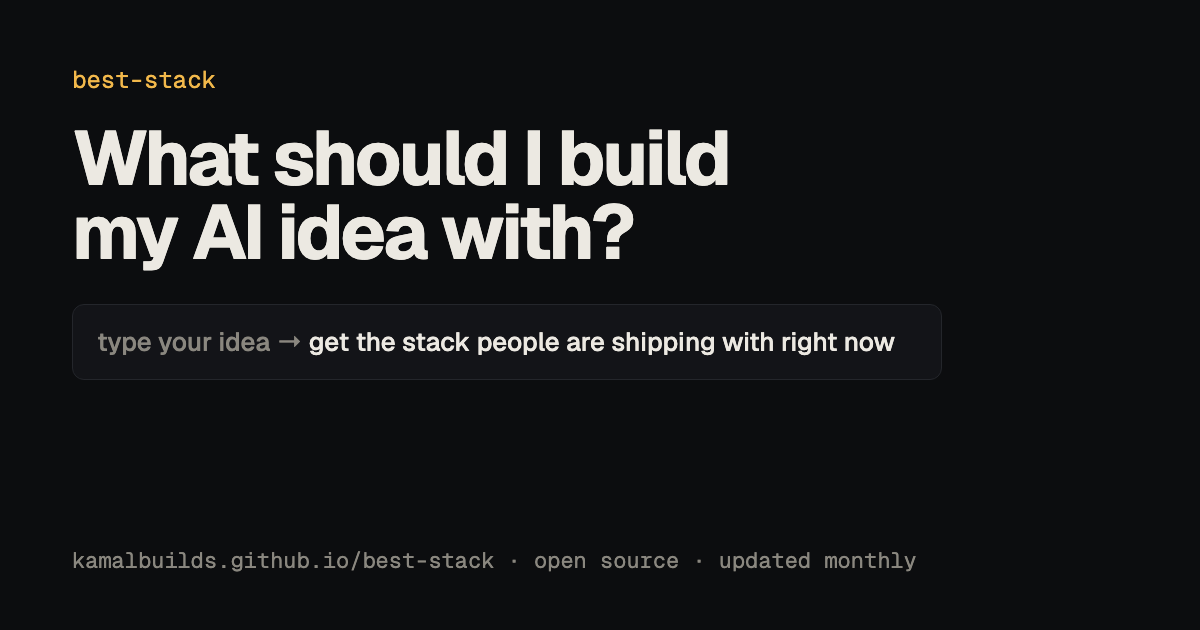 best-stack
What should I build
my AI idea with?
type your idea → get the stack people are shipping with right now
kamalbuilds.github.io/best-stack · open source · updated monthly